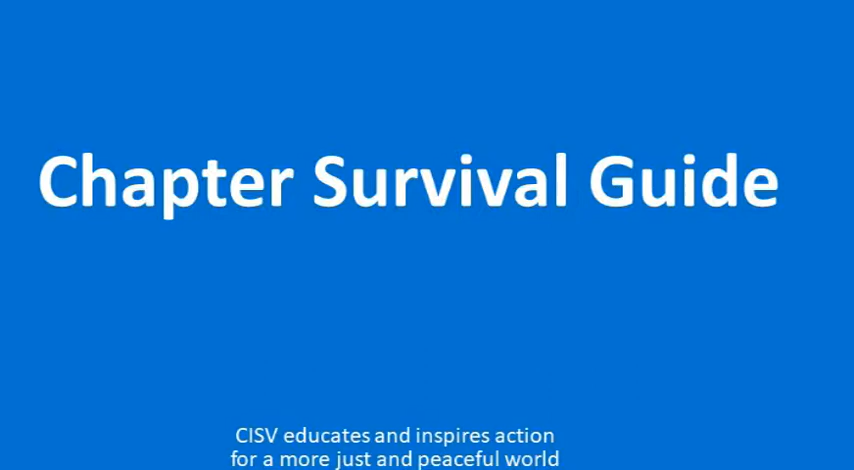 Chapter Survival Guide
CISV educates and inspires action
for a more just and peaceful world